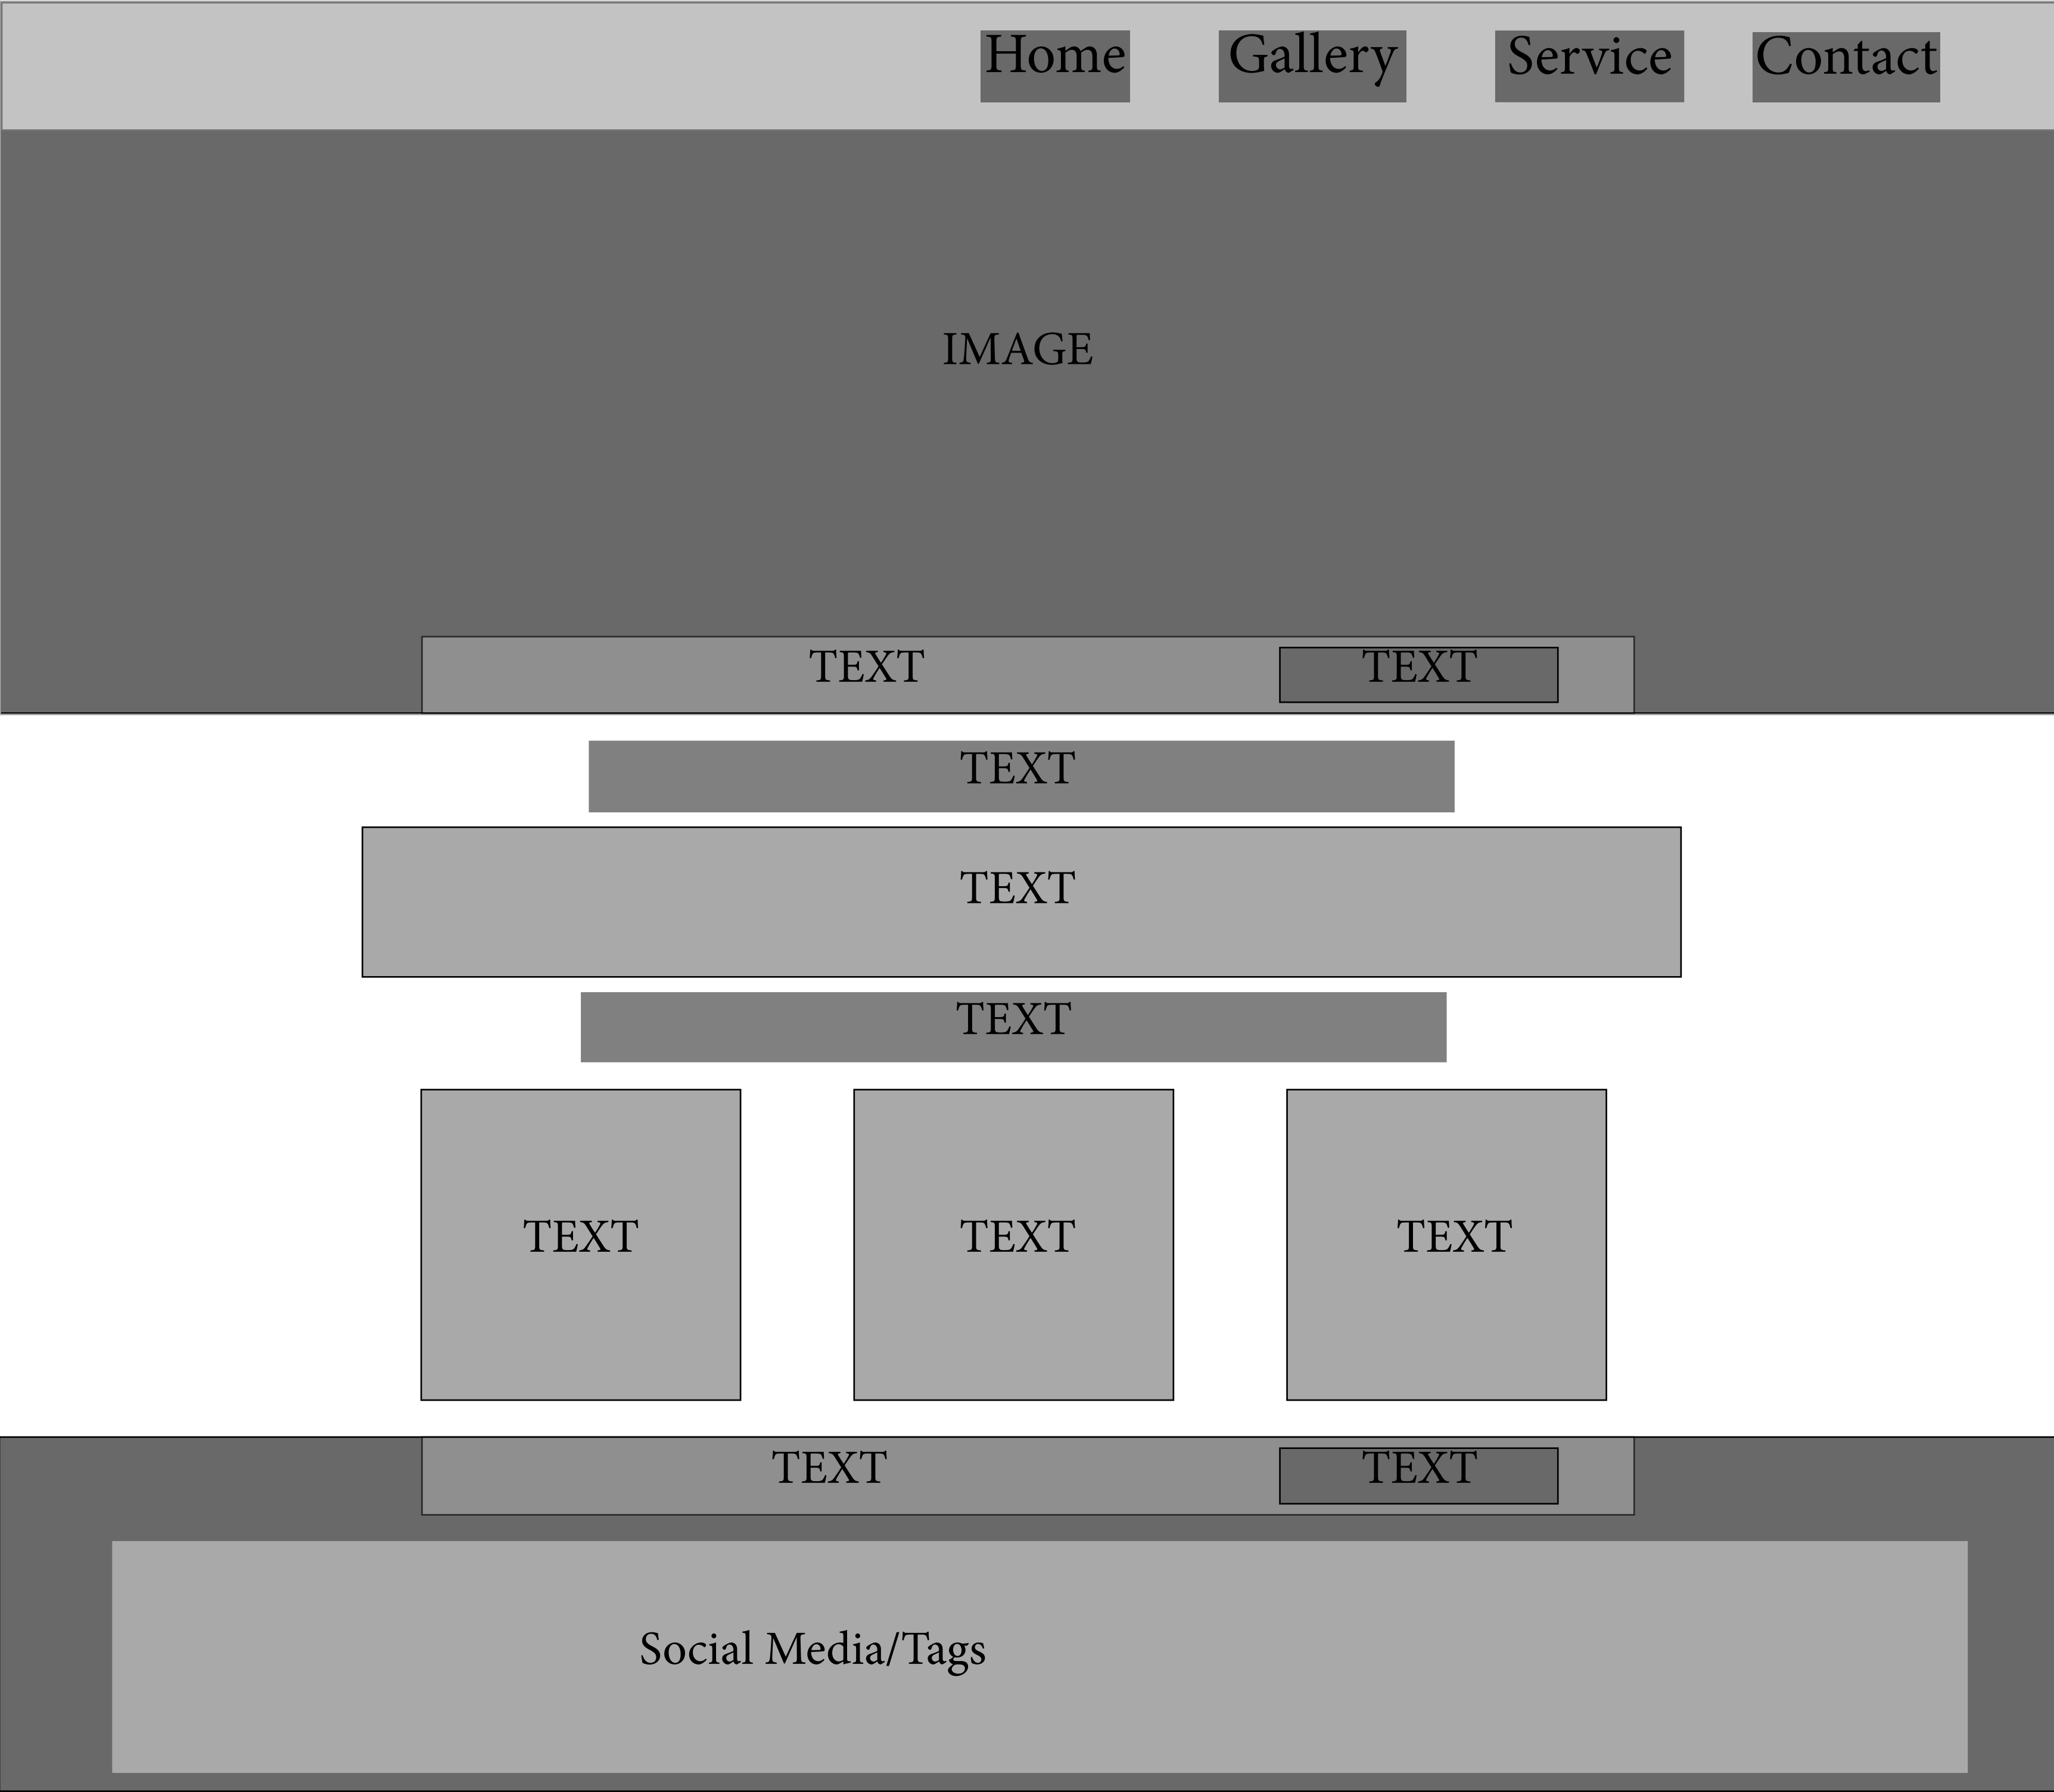 Home Gallery Service Contact
IMAGE
TEXT TEXT
TEXT
TEXT
TEXT
TEXT TEXT TEXT
TEXT TEXT
Social Media/Tags